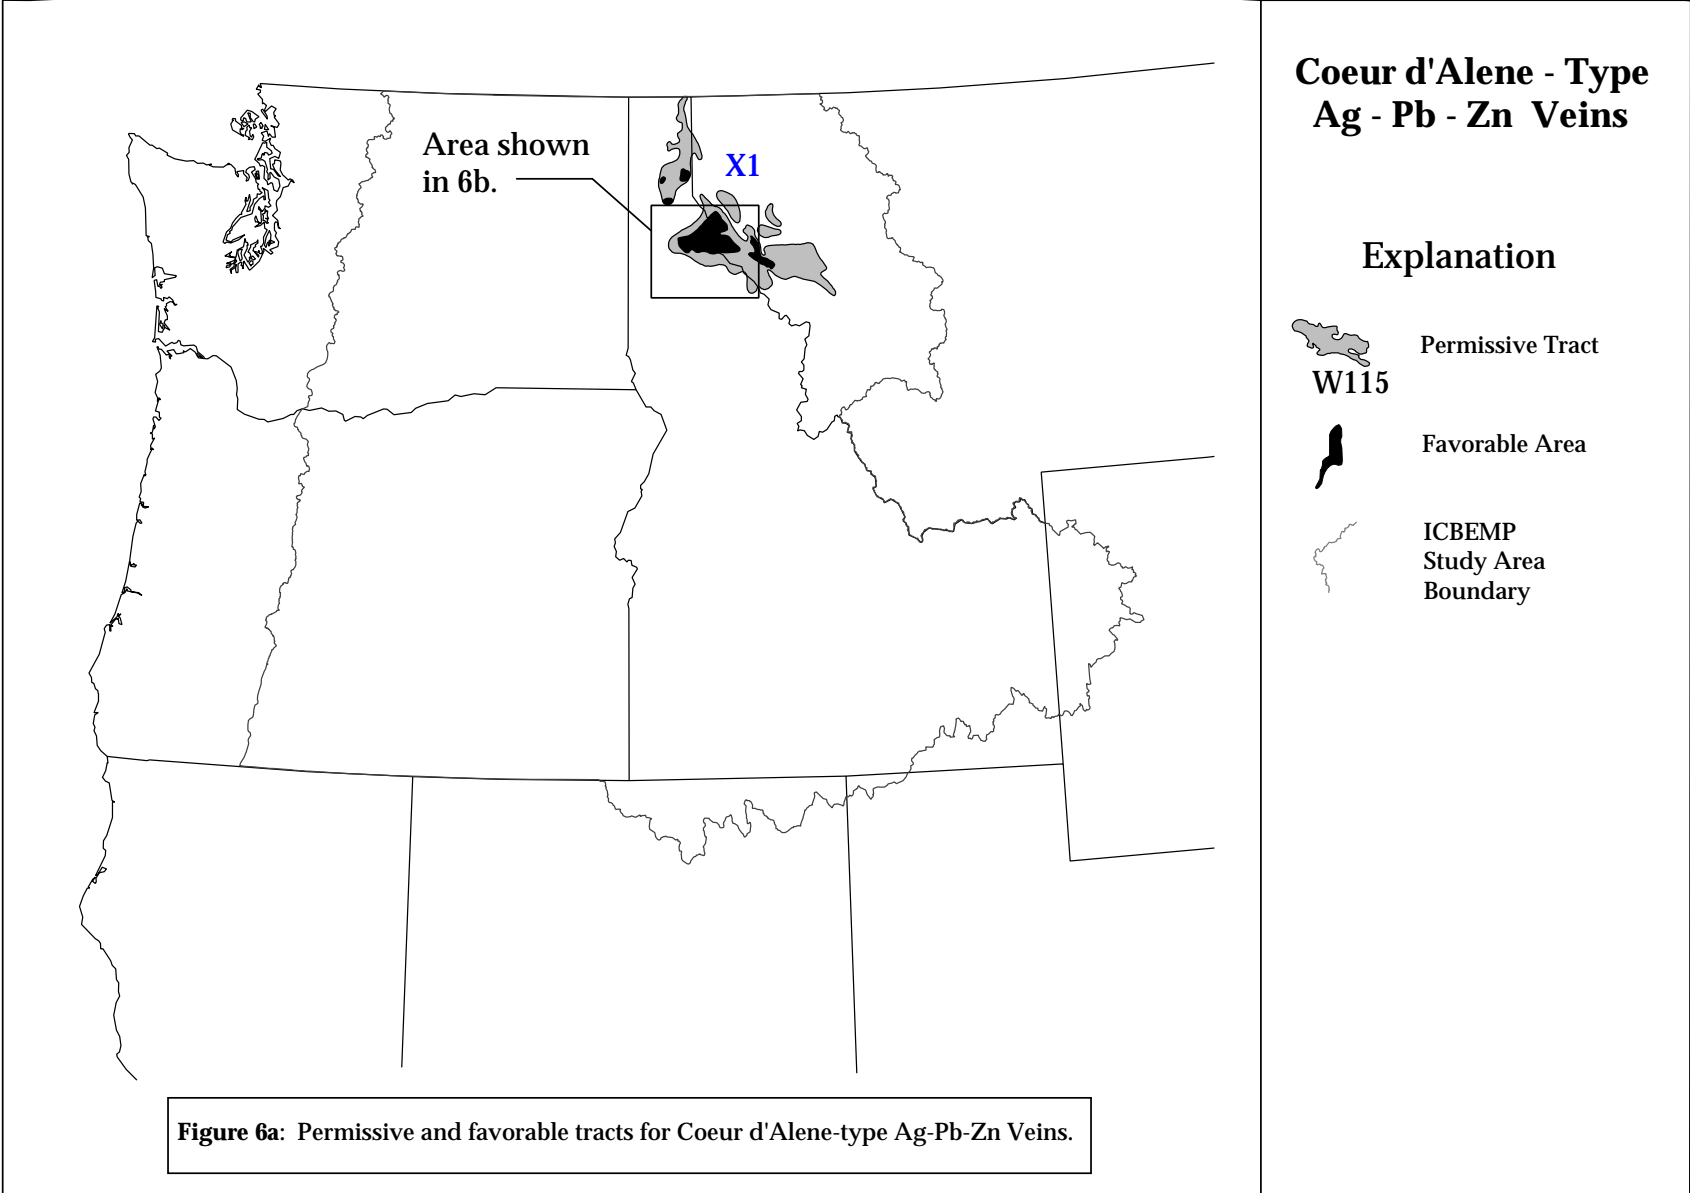 Coeur d'Alene - Type
Ag - Pb - Zn Veins
Area shown
in 6b.
X1
Explanation
Permissive Tract
W115
Favorable Area
ICBEMP
Study Area
Boundary
Figure 6a: Permissive and favorable tracts for Coeur d'Alene-type Ag-Pb-Zn Veins.